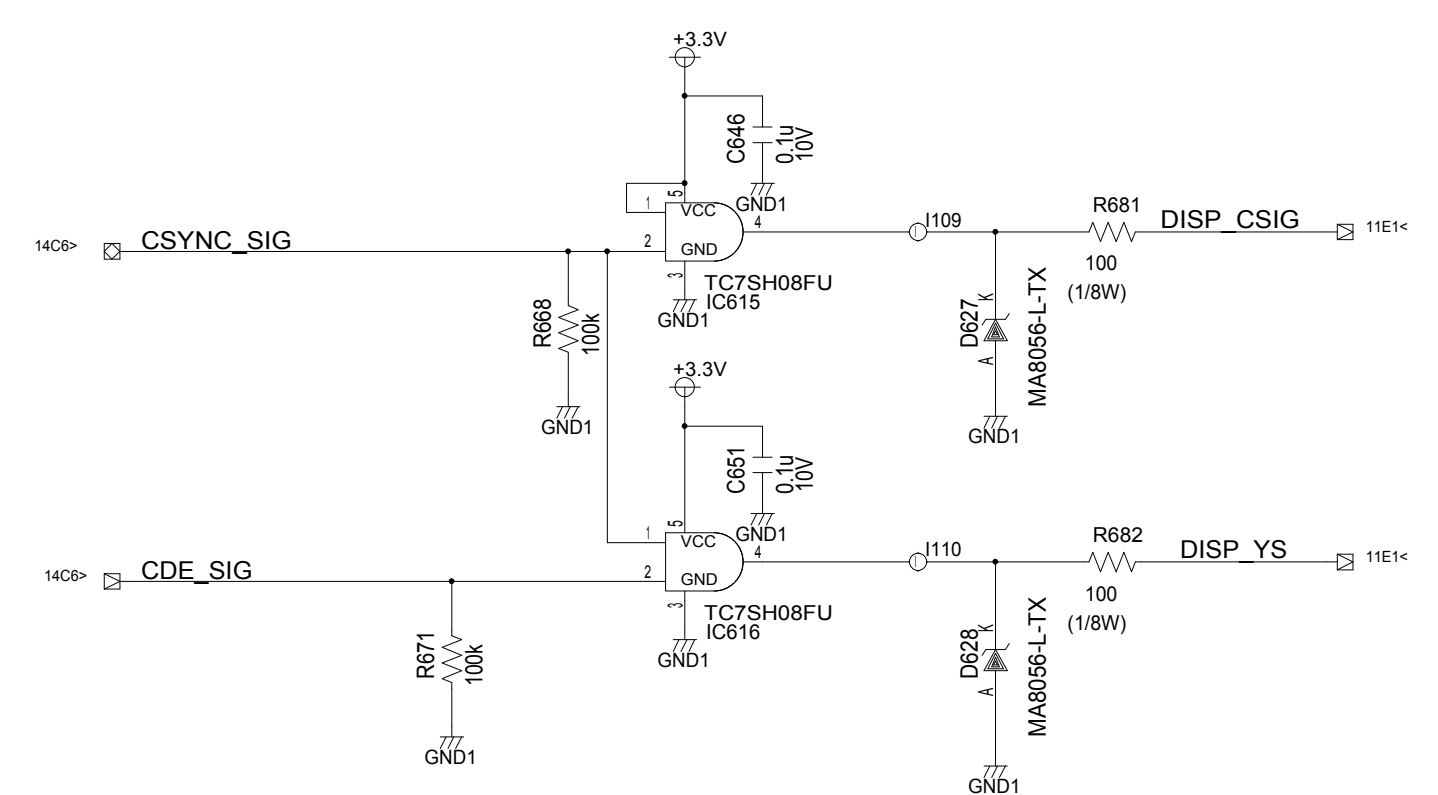 +3.3V
C646
0.1u
10V
GND1
1
5
VCC
4
I109
R681
DISP_CSIG
11E1<
14C6>
CSYNC_SIG
2
GND
3
TC7SH08FU
IC615
GND1
100
(1/8W)
R668
100k
GND1
D627
K
A
MA8056-L-TX
GND1
+3.3V
C651
0.1u
10V
GND1
1
5
VCC
4
I110
R682
DISP_YS
11E1<
14C6>
CDE_SIG
2
GND
3
TC7SH08FU
IC616
GND1
100
(1/8W)
R671
100k
GND1
D628
K
A
MA8056-L-TX
GND1